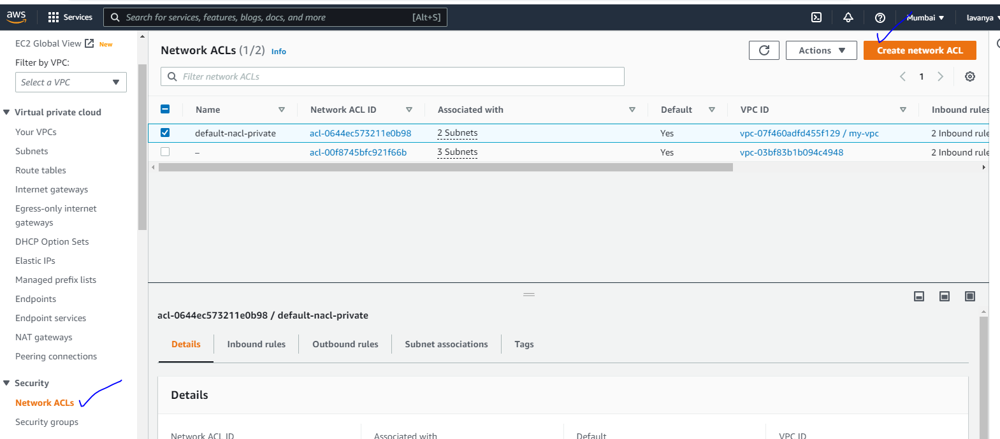 aws
Services
Search for services, features, blogs, docs, and more
[Alt+S]
Mumbai
lavanya
EC2 Global View
New
Filter by VPC:
Select a VPC
Virtual private cloud
Your VPCs
Subnets
Route tables
Internet gateways
Egress-only internet
gateways
DHCP Option Sets
Elastic IPs
Managed prefix lists
Endpoints
Endpoint services
NAT gateways
Peering connections
Security
Network ACLs
Security groups
Network ACLs (1/2) Info
Actions
Create network ACL
Filter network ACLs
1
Name Network ACL ID Associated with Default VPC ID Inbound rules
default-nacl-private acl-0644ec573211e0b98 2 Subnets Yes vpc-07f460adfd455f129 / my-vpc 2 Inbound rule
– acl-00f8745bfc921f66b 3 Subnets Yes vpc-03bf83b1b094c4948 2 Inbound rule
acl-0644ec573211e0b98 / default-nacl-private
Details Inbound rules Outbound rules Subnet associations Tags
Details
Network ACL ID Associated with Default VPC ID